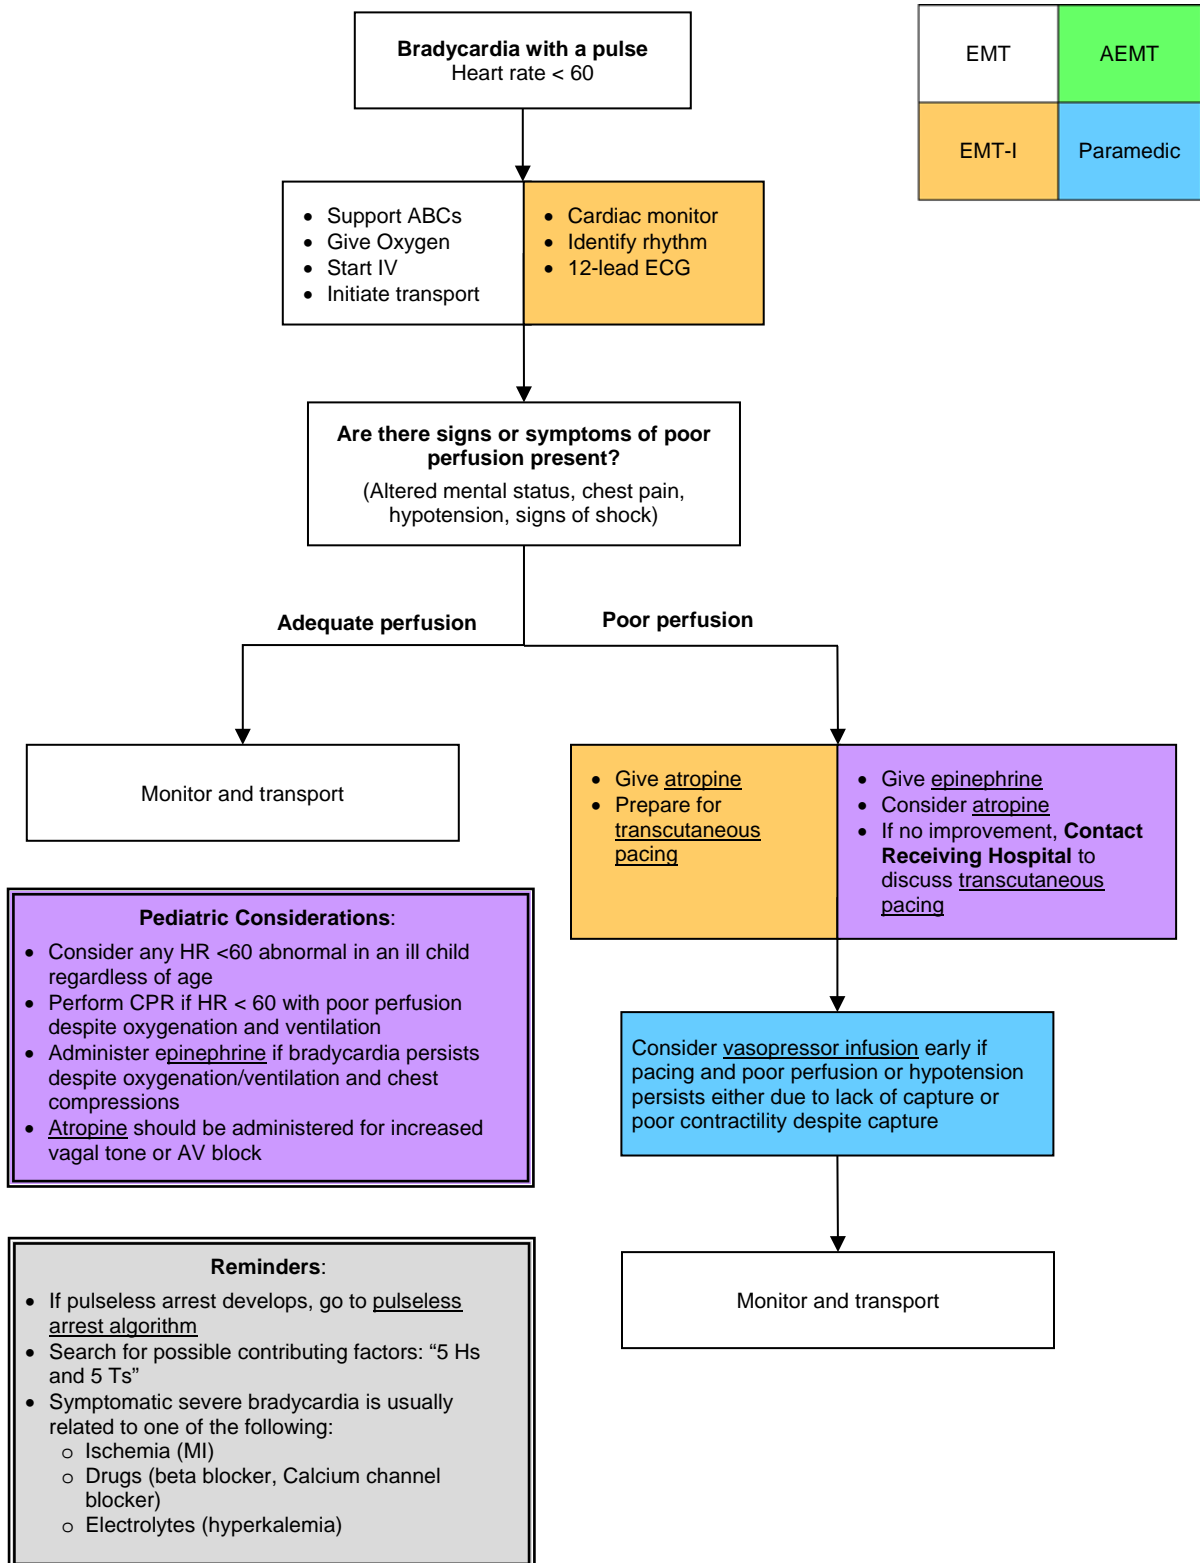 Bradycardia with a pulse
Heart rate < 60
EMT
AEMT
EMT-I
Paramedic
• Support ABCs
• Give Oxygen
• Start IV
• Initiate transport
• Cardiac monitor
• Identify rhythm
• 12-lead ECG
Are there signs or symptoms of poor
perfusion present?
(Altered mental status, chest pain,
hypotension, signs of shock)
Adequate perfusion
Poor perfusion
Monitor and transport
• Give atropine
• Prepare for
transcutaneous
pacing
• Give epinephrine
• Consider atropine
• If no improvement, Contact
Receiving Hospital to
discuss transcutaneous
pacing
Pediatric Considerations:
• Consider any HR <60 abnormal in an ill child
regardless of age
• Perform CPR if HR < 60 with poor perfusion
despite oxygenation and ventilation
• Administer epinephrine if bradycardia persists
despite oxygenation/ventilation and chest
compressions
• Atropine should be administered for increased
vagal tone or AV block
Consider vasopressor infusion early if
pacing and poor perfusion or hypotension
persists either due to lack of capture or
poor contractility despite capture
Monitor and transport
Reminders:
• If pulseless arrest develops, go to pulseless
arrest algorithm
• Search for possible contributing factors: “5 Hs
and 5 Ts”
• Symptomatic severe bradycardia is usually
related to one of the following:
o Ischemia (MI)
o Drugs (beta blocker, Calcium channel
blocker)
o Electrolytes (hyperkalemia)